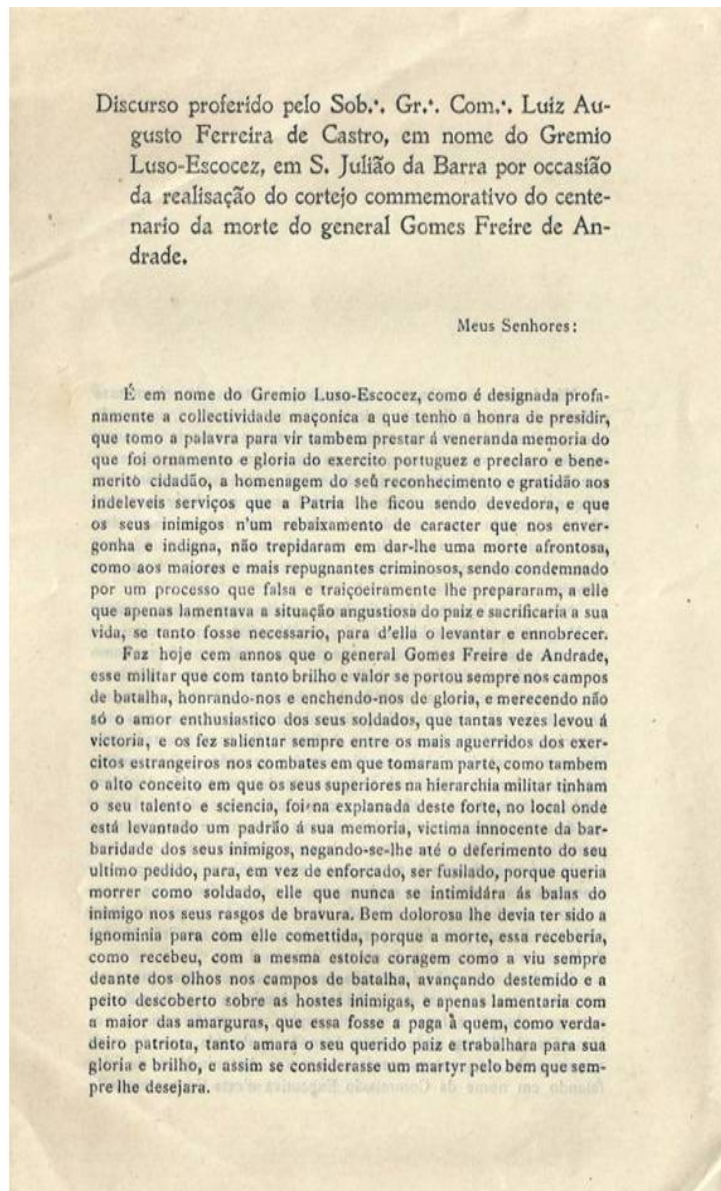 Discurso proferido pelo Sob.·. Gr.·. Com.·. Luiz Au-
gusto Ferreira de Castro, em nome do Gremio
Luso-Escocez, em S. Julião da Barra por occasião
da realisação do cortejo commemorativo do cente-
nario da morte do general Gomes Freire de An-
drade.
Meus Senhores:
É em nome do Gremio Luso-Escocez, como é designada profa-
namente a collectividade maçonica a que tenho a honra de presidir,
que tomo a palavra para vir tambem prestar á veneranda memoria do
que foi ornamento e gloria do exercito portuguez e preclaro e bene-
merito cidadão, a homenagem do seu reconhecimento e gratidão aos
indeleveis serviços que a Patria lhe ficou sendo devedora, e que
os seus inimigos n'um rebaixamento de caracter que nos enver-
gonha e indigna, não trepidaram em dar-lhe uma morte afrontosa,
como aos maiores e mais repugnantes criminosos, sendo condemnado
por um processo que falsa e traiçoeiramente lhe prepararam, a elle
que apenas lamentava a situação angustiosa do paiz e sacrificaria a sua
vida, se tanto fosse necessario, para d'ella o levantar e ennobrecer.
Faz hoje cem annos que o general Gomes Freire de Andrade,
esse militar que com tanto brilho e valor se portou sempre nos campos
de batalha, honrando-nos e enchendo-nos de gloria, e merecendo não
só o amor enthusiastico dos seus soldados, que tantas vezes levou á
victoria, e os fez salientar sempre entre os mais aguerridos dos exer-
citos estrangeiros nos combates em que tomaram parte, como tambem
o alto conceito em que os seus superiores na hierarchia militar tinham
o seu talento e sciencia, foi na explanada deste forte, no local onde
está levantado um padrão á sua memoria, victima innocente da bar-
baridade dos seus inimigos, negando-se-lhe até o deferimento do seu
ultimo pedido, para, em vez de enforcado, ser fusilado, porque queria
morrer como soldado, elle que nunca se intimidára ás balas do
inimigo nos seus rasgos de bravura. Bem dolorosa lhe devia ter sido a
ignominia para com elle comettida, porque a morte, essa receberia,
como recebeu, com a mesma estoica coragem como a viu sempre
deante dos olhos nos campos de batalha, avançando destemido e a
peito descoberto sobre as hostes inimigas, e apenas lamentaria com
a maior das amarguras, que essa fosse a paga à quem, como verda-
deiro patriota, tanto amara o seu querido paiz e trabalhara para sua
gloria e brilho, e assim se considerasse um martyr pelo bem que sem-
pre lhe desejara.